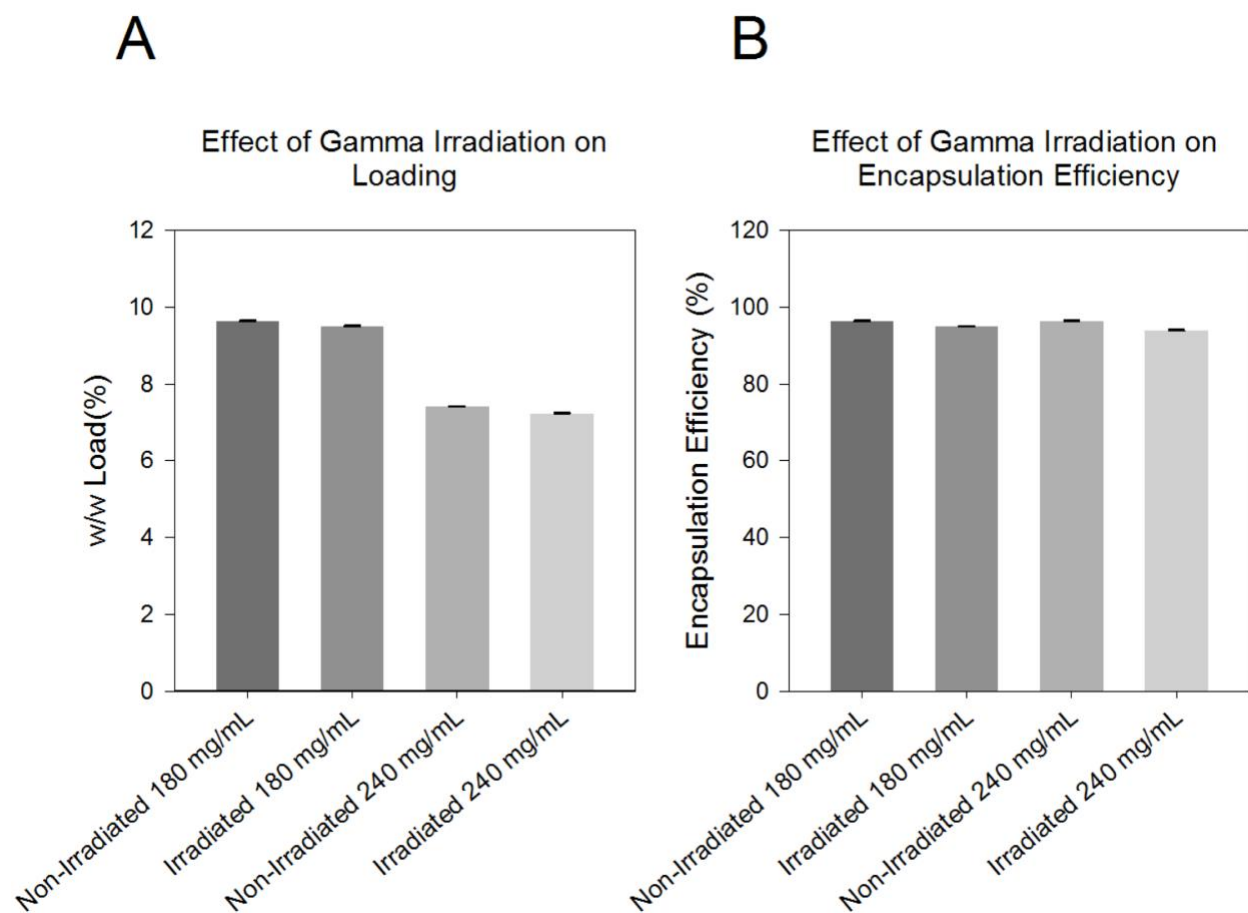 A
Effect of Gamma Irradiation on
Loading
w/w Load(%)
12
10
8
6
4
2
0
Non-Irradiated 180 mg/mL
Irradiated 180 mg/mL
Non-Irradiated 240 mg/mL
Irradiated 240 mg/mL
B
Effect of Gamma Irradiation on
Encapsulation Efficiency
Encapsulation Efficiency (%)
120
100
80
60
40
20
0
Non-Irradiated 180 mg/mL
Irradiated 180 mg/mL
Non-Irradiated 240 mg/mL
Irradiated 240 mg/mL